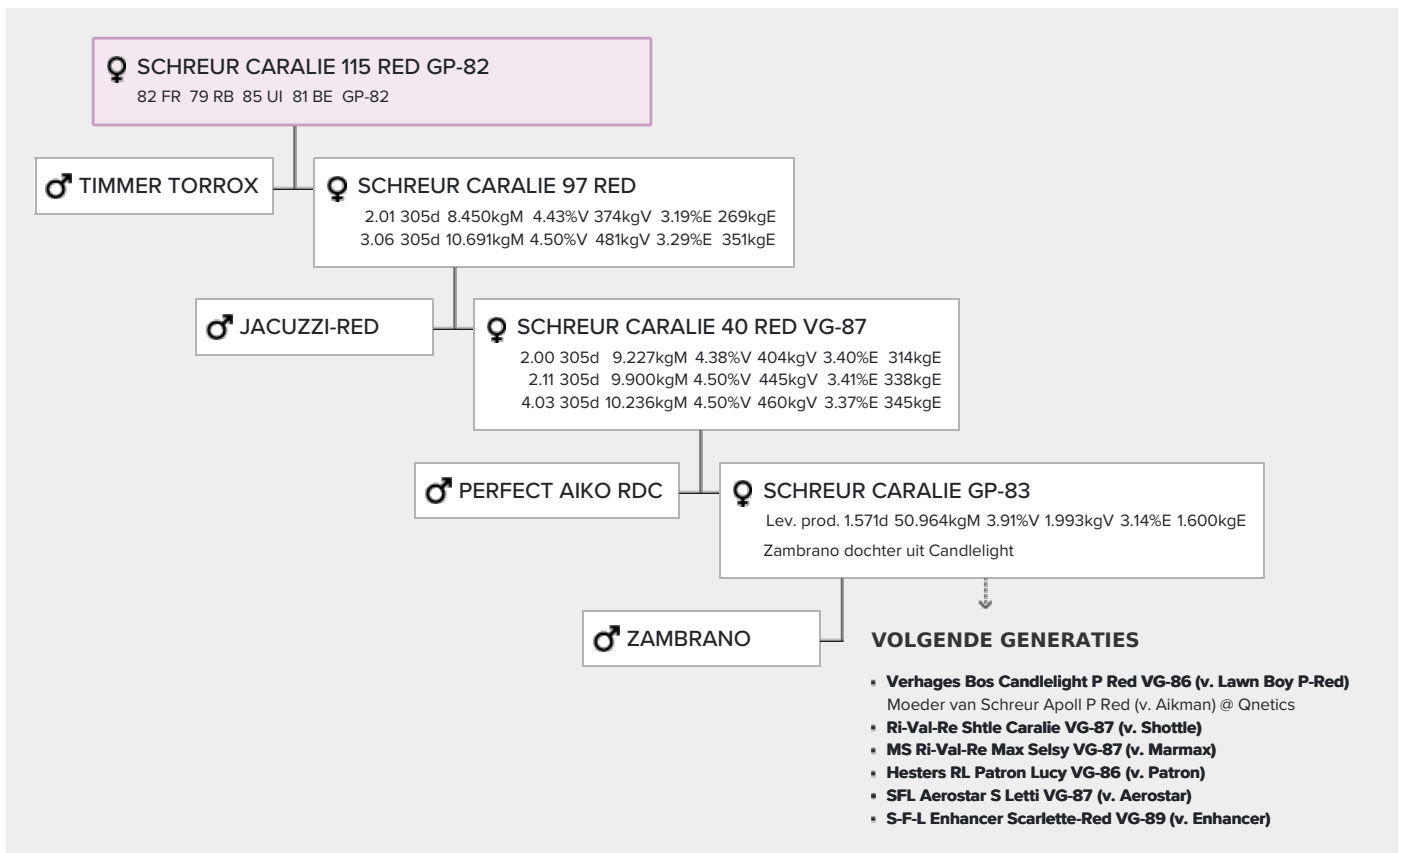 SCHREUR CARALIE 115 RED GP-82
82 FR 79 RB 85 UI 81 BE GP-82
TIMMER TORROX
SCHREUR CARALIE 97 RED
2.01 305d 8.450kgM 4.43%V 374kgV 3.19%E 269kgE
3.06 305d 10.691kgM 4.50%V 481kgV 3.29%E 351kgE
JACUZZI-RED
SCHREUR CARALIE 40 RED VG-87
2.00 305d 9.227kgM 4.38%V 404kgV 3.40%E 314kgE
2.11 305d 9.900kgM 4.50%V 445kgV 3.41%E 338kgE
4.03 305d 10.236kgM 4.50%V 460kgV 3.37%E 345kgE
PERFECT AIKO RDC
SCHREUR CARALIE GP-83
Lev. prod. 1.571d 50.964kgM 3.91%V 1.993kgV 3.14%E 1.600kgE
Zambrano dochter uit Candlelight
ZAMBRANO
VOLGENDE GENERATIES
Verhages Bos Candlelight P Red VG-86 (v. Lawn Boy P-Red)
Moeder van Schreur Apoll P Red (v. Aikman) @ Qnetics
Ri-Val-Re Shtle Caralie VG-87 (v. Shottle)
MS Ri-Val-Re Max Selsy VG-87 (v. Marmax)
Hesters RL Patron Lucy VG-86 (v. Patron)
SFL Aerostar S Letti VG-87 (v. Aerostar)
S-F-L Enhancer Scarlette-Red VG-89 (v. Enhancer)